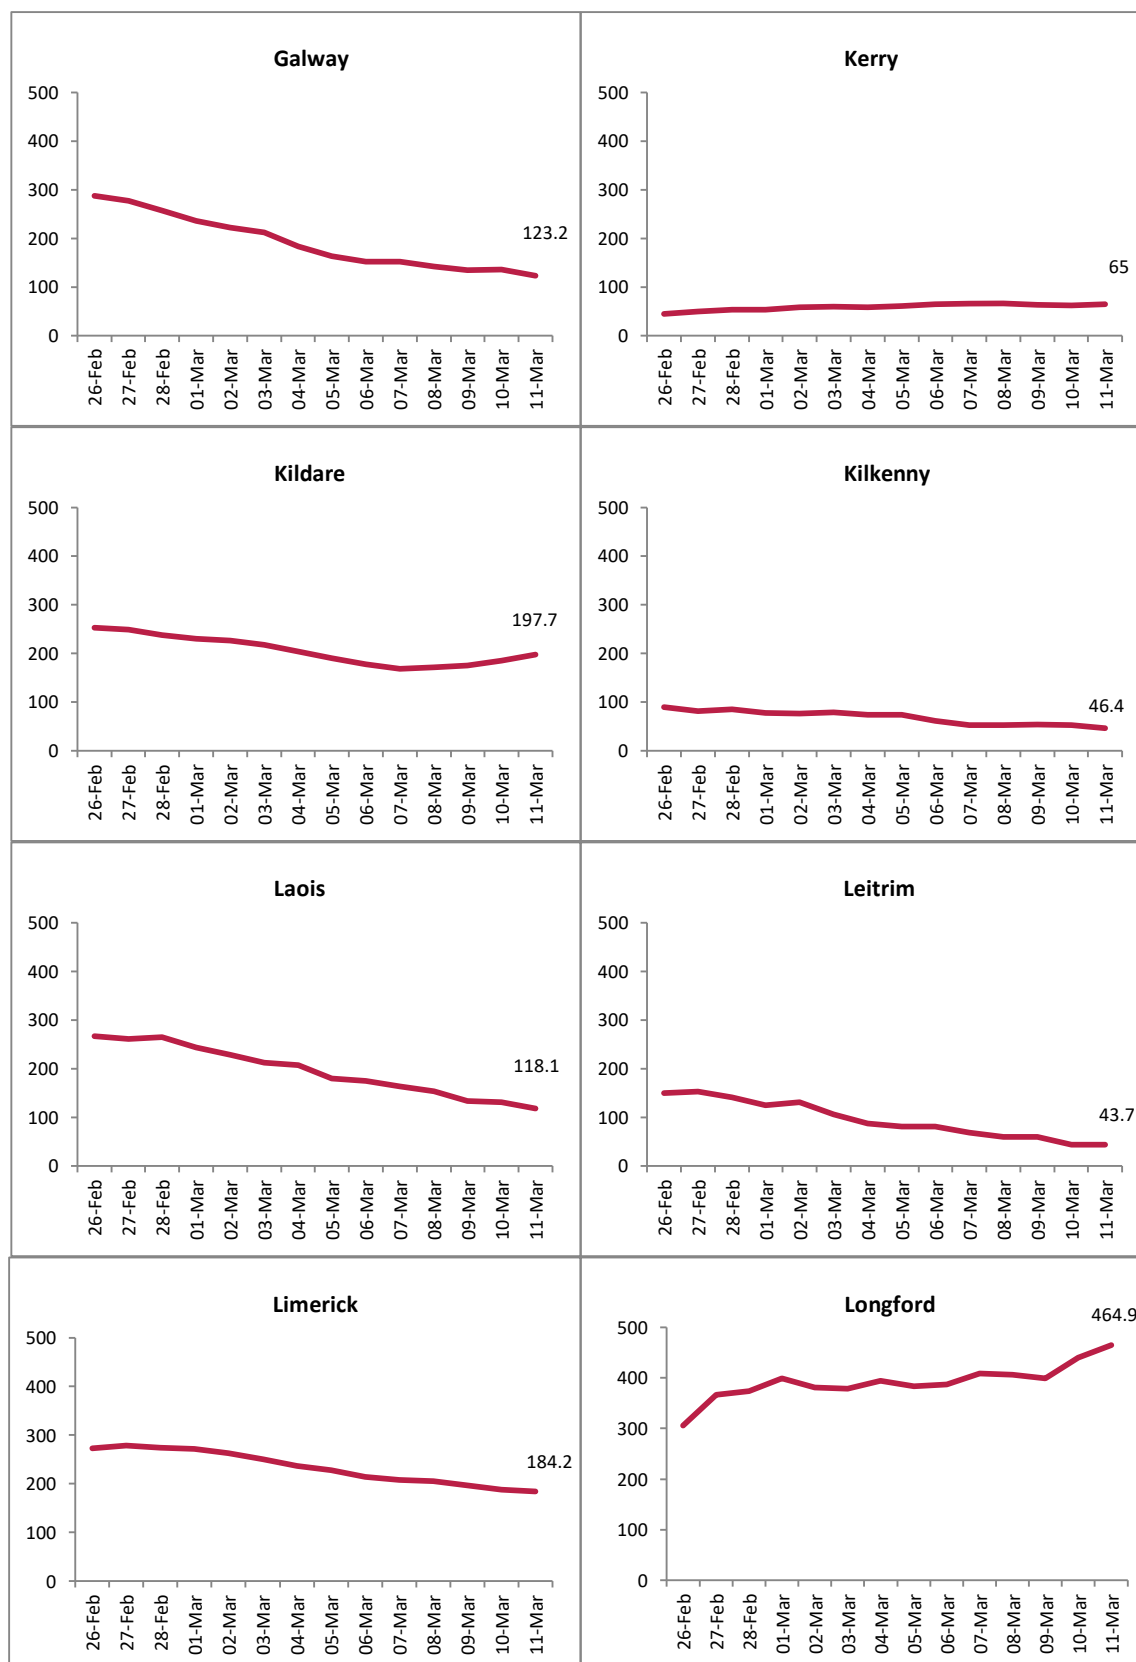 Galway
500
400
300
200
100
0
123.2
26-Feb
27-Feb
28-Feb
01-Mar
02-Mar
03-Mar
04-Mar
05-Mar
06-Mar
07-Mar
08-Mar
09-Mar
10-Mar
11-Mar
Kerry
500
400
300
200
100
0
65
26-Feb
27-Feb
28-Feb
01-Mar
02-Mar
03-Mar
04-Mar
05-Mar
06-Mar
07-Mar
08-Mar
09-Mar
10-Mar
11-Mar
Kildare
500
400
300
200
100
0
197.7
26-Feb
27-Feb
28-Feb
01-Mar
02-Mar
03-Mar
04-Mar
05-Mar
06-Mar
07-Mar
08-Mar
09-Mar
10-Mar
11-Mar
Kilkenny
500
400
300
200
100
0
46.4
26-Feb
27-Feb
28-Feb
01-Mar
02-Mar
03-Mar
04-Mar
05-Mar
06-Mar
07-Mar
08-Mar
09-Mar
10-Mar
11-Mar
Laois
500
400
300
200
100
0
118.1
26-Feb
27-Feb
28-Feb
01-Mar
02-Mar
03-Mar
04-Mar
05-Mar
06-Mar
07-Mar
08-Mar
09-Mar
10-Mar
11-Mar
Leitrim
500
400
300
200
100
0
43.7
26-Feb
27-Feb
28-Feb
01-Mar
02-Mar
03-Mar
04-Mar
05-Mar
06-Mar
07-Mar
08-Mar
09-Mar
10-Mar
11-Mar
Limerick
500
400
300
200
100
0
184.2
26-Feb
27-Feb
28-Feb
01-Mar
02-Mar
03-Mar
04-Mar
05-Mar
06-Mar
07-Mar
08-Mar
09-Mar
10-Mar
11-Mar
Longford
500
400
300
200
100
0
464.9
26-Feb
27-Feb
28-Feb
01-Mar
02-Mar
03-Mar
04-Mar
05-Mar
06-Mar
07-Mar
08-Mar
09-Mar
10-Mar
11-Mar